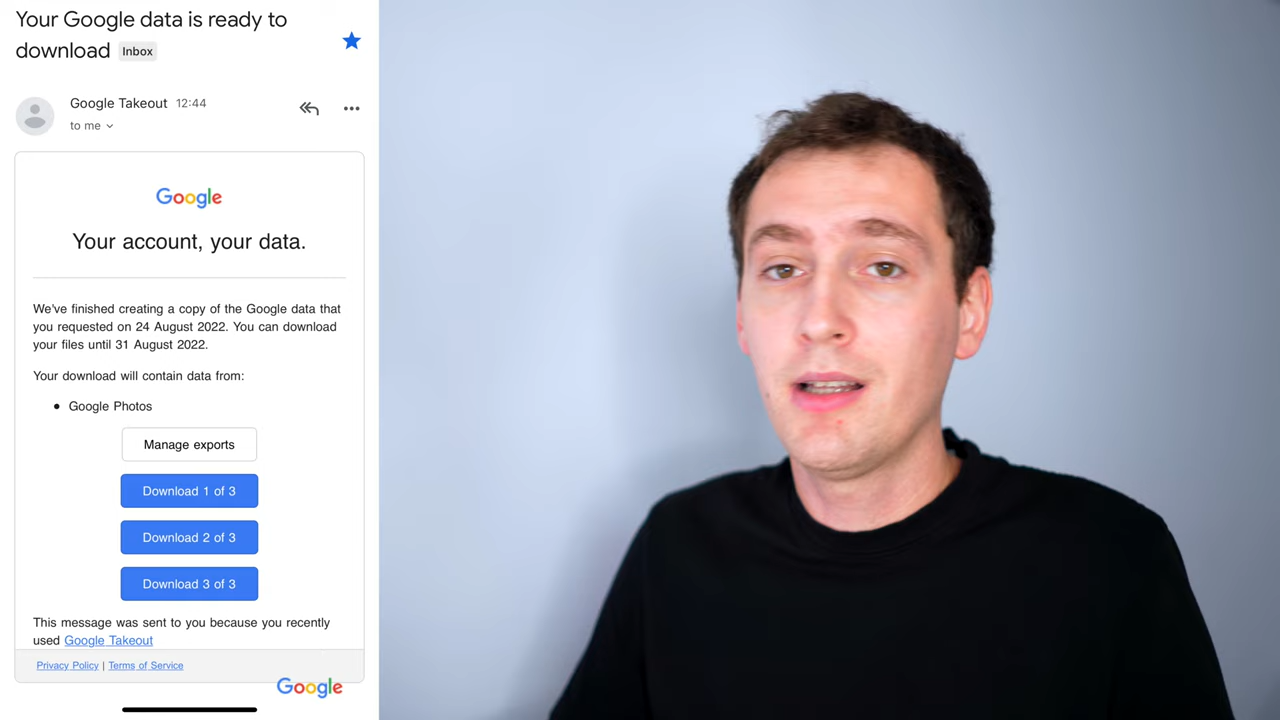 Your Google data is ready to
download Inbox
Google Takeout 12:44
to me
Google
Your account, your data.
We've finished creating a copy of the Google data that
you requested on 24 August 2022. You can download
your files until 31 August 2022.
Your download will contain data from:
• Google Photos
Manage exports
Download 1 of 3
Download 2 of 3
Download 3 of 3
This message was sent to you because you recently
used Google Takeout
Privacy Policy | Terms of Service
Google